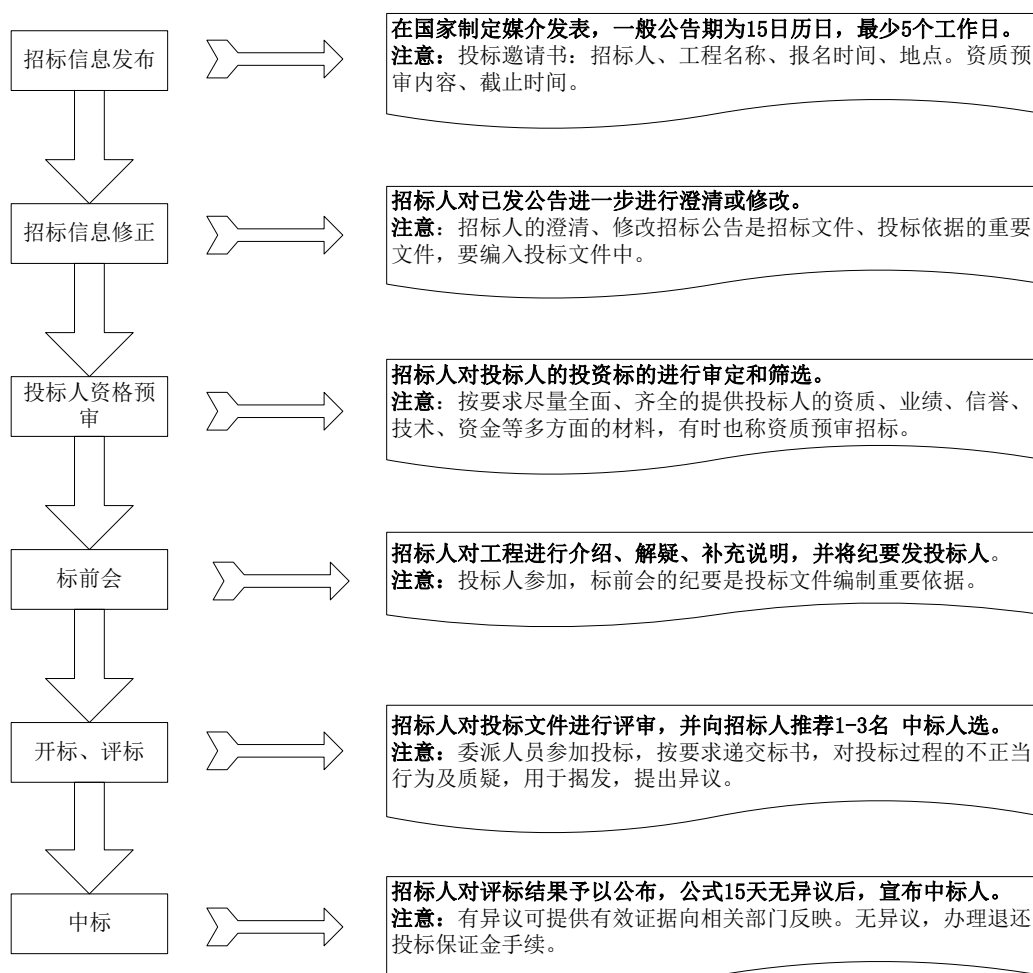 招标信息发布
在国家制定媒介发表，一般公告期为15日历日，最少5个工作日。
注意：投标邀请书：招标人、工程名称、报名时间、地点。资质预
审内容、截止时间。
招标信息修正
招标人对已发公告进一步进行澄清或修改。
注意：招标人的澄清、修改招标公告是招标文件、投标依据的重要
文件，要编入投标文件中。
投标人资格预
审
招标人对投标人的投资标的进行审定和筛选。
注意：按要求尽量全面、齐全的提供投标人的资质、业绩、信誉、
技术、资金等多方面的材料，有时也称资质预审招标。
标前会
招标人对工程进行介绍、解疑、补充说明，并将纪要发投标人。
注意：投标人参加，标前会的纪要是投标文件编制重要依据。
开标、评标
招标人对投标文件进行评审，并向招标人推荐1-3名 中标人选。
注意：委派人员参加投标，按要求递交标书，对投标过程的不正当
行为及质疑，用于揭发，提出异议。
中标
招标人对评标结果予以公布，公式15天无异议后，宣布中标人。
注意：有异议可提供有效证据向相关部门反映。无异议，办理退还
投标保证金手续。